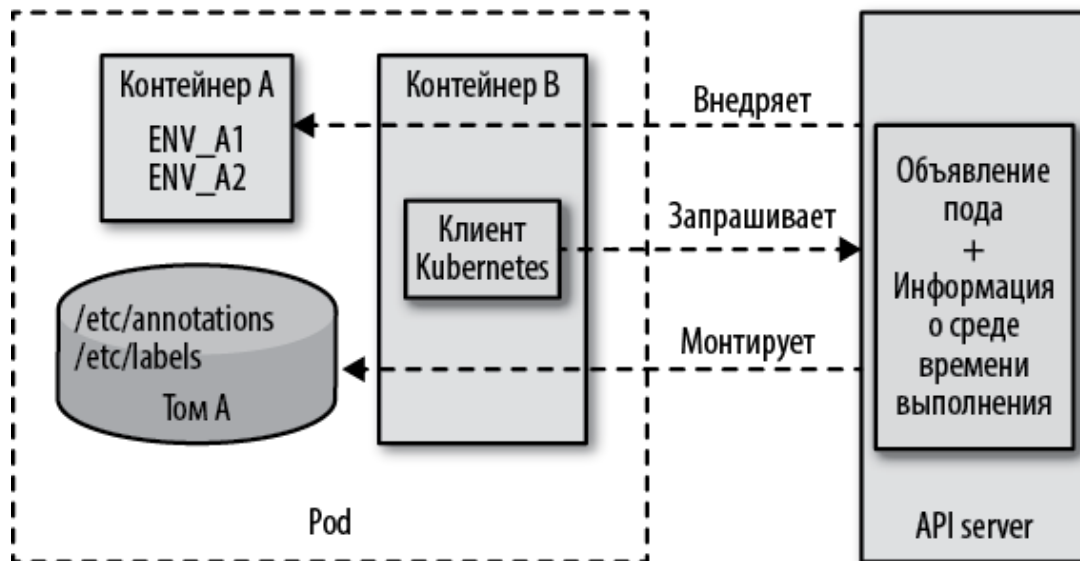 Контейнер A
ENV_A1
ENV_A2
/etc/annotations
/etc/labels
Том A
Контейнер B
Клиент
Kubernetes
Pod
Внедряет
Запрашивает
Монтирует
Объявление
пода
+
Информация
о среде
времени
выполнения
API server